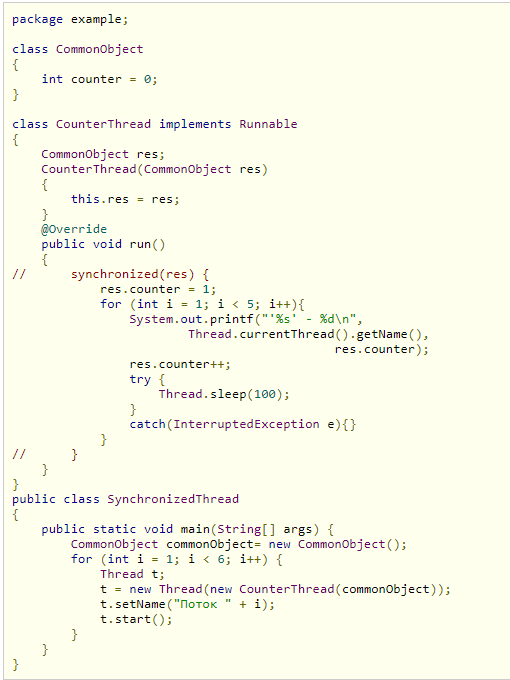 package example;

class CommonObject
{
    int counter = 0;
}

class CounterThread implements Runnable
{
    CommonObject res;
    CounterThread(CommonObject res)
    {
        this.res = res;
    }
    @Override
    public void run()
    {
//      synchronized(res) {
            res.counter = 1;
            for (int i = 1; i < 5; i++){
                System.out.printf("'%s' - %d\n",
                        Thread.currentThread().getName(),
                                            res.counter);
                res.counter++;
                try {
                    Thread.sleep(100);
                }
                catch(InterruptedException e){}
            }
//      }
    }
}
public class SynchronizedThread
{
    public static void main(String[] args) {
        CommonObject commonObject= new CommonObject();
        for (int i = 1; i < 6; i++) {
            Thread t;
            t = new Thread(new CounterThread(commonObject));
            t.setName("Поток " + i);
            t.start();
        }
    }
}